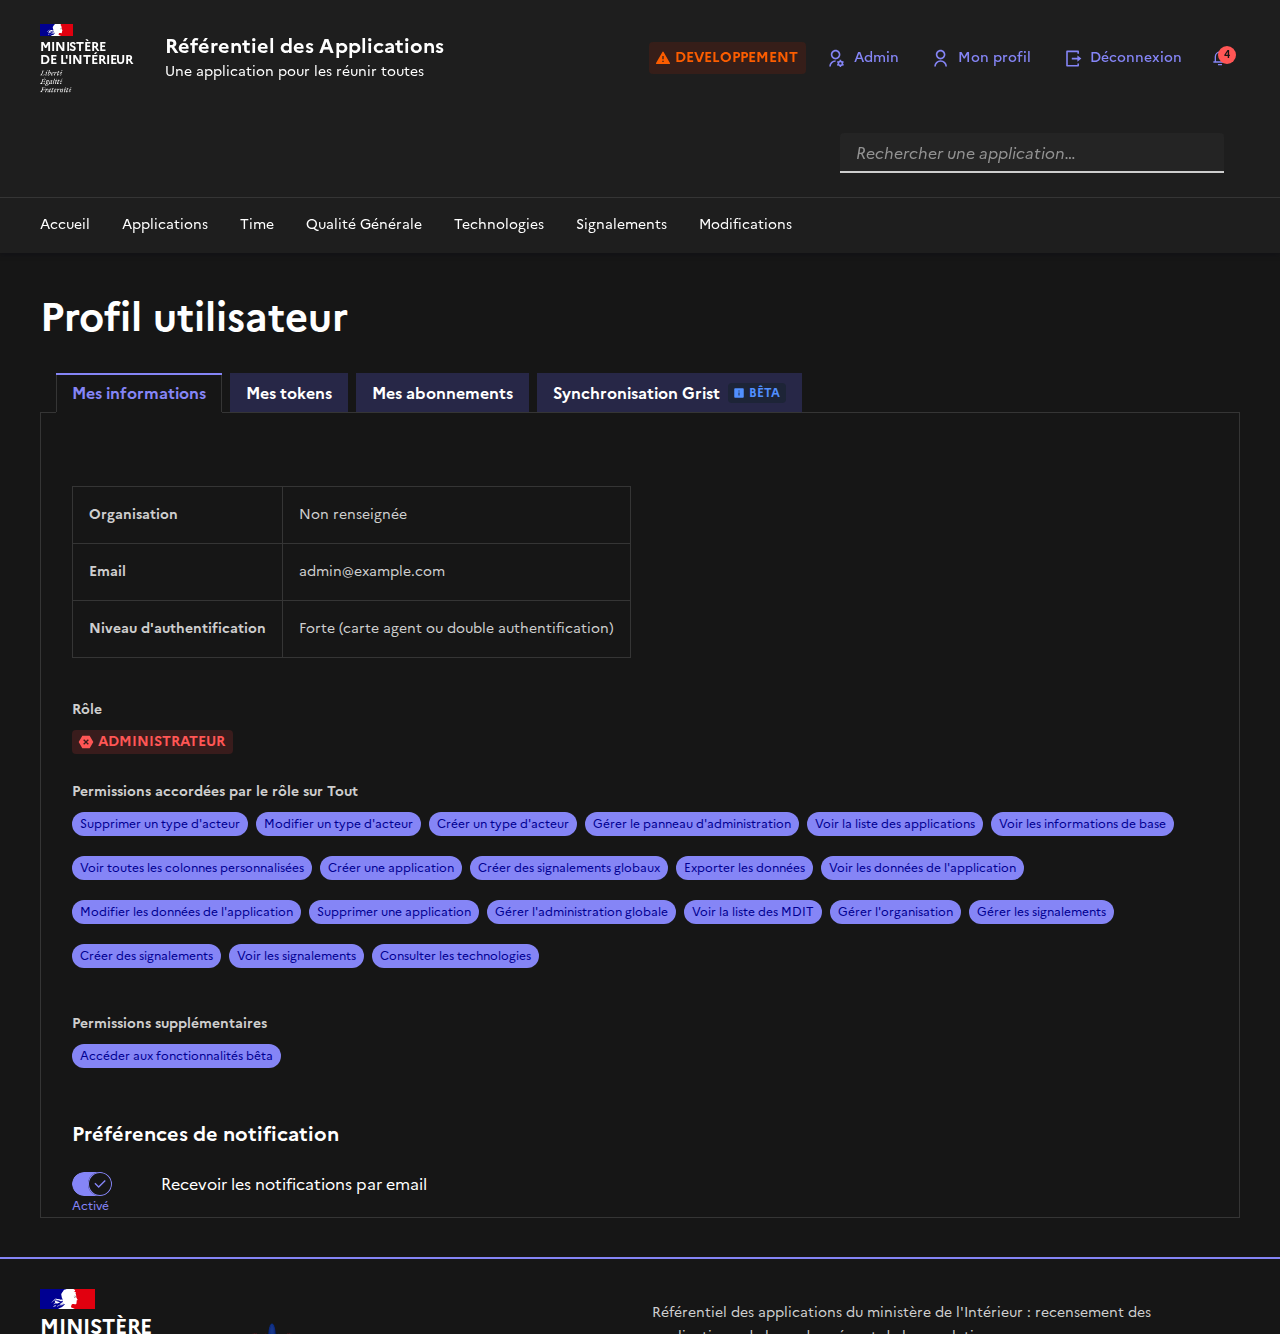 MINISTÈRE
DE L'INTÉRIEUR
Liberté
Égalité
Fraternité
Référentiel des Applications
Une application pour les réunir toutes
DEVELOPPEMENT
Admin
Mon profil
Déconnexion
4
Rechercher une application…
Accueil
Applications
Time
Qualité Générale
Technologies
Signalements
Modifications
Profil utilisateur
Mes informations
Mes tokens
Mes abonnements
Synchronisation Grist
BÊTA
Organisation
Non renseignée
Email
admin@example.com
Niveau d'authentification
Forte (carte agent ou double authentification)
Rôle
ADMINISTRATEUR
Permissions accordées par le rôle sur Tout
Supprimer un type d'acteur
Modifier un type d'acteur
Créer un type d'acteur
Gérer le panneau d'administration
Voir la liste des applications
Voir les informations de base
Voir toutes les colonnes personnalisées
Créer une application
Créer des signalements globaux
Exporter les données
Voir les données de l'application
Modifier les données de l'application
Supprimer une application
Gérer l'administration globale
Voir la liste des MDIT
Gérer l'organisation
Gérer les signalements
Créer des signalements
Voir les signalements
Consulter les technologies
Permissions supplémentaires
Accéder aux fonctionnalités bêta
Préférences de notification
Recevoir les notifications par email
Activé
MINISTÈRE
Référentiel des applications du ministère de l'Intérieur : recensement des